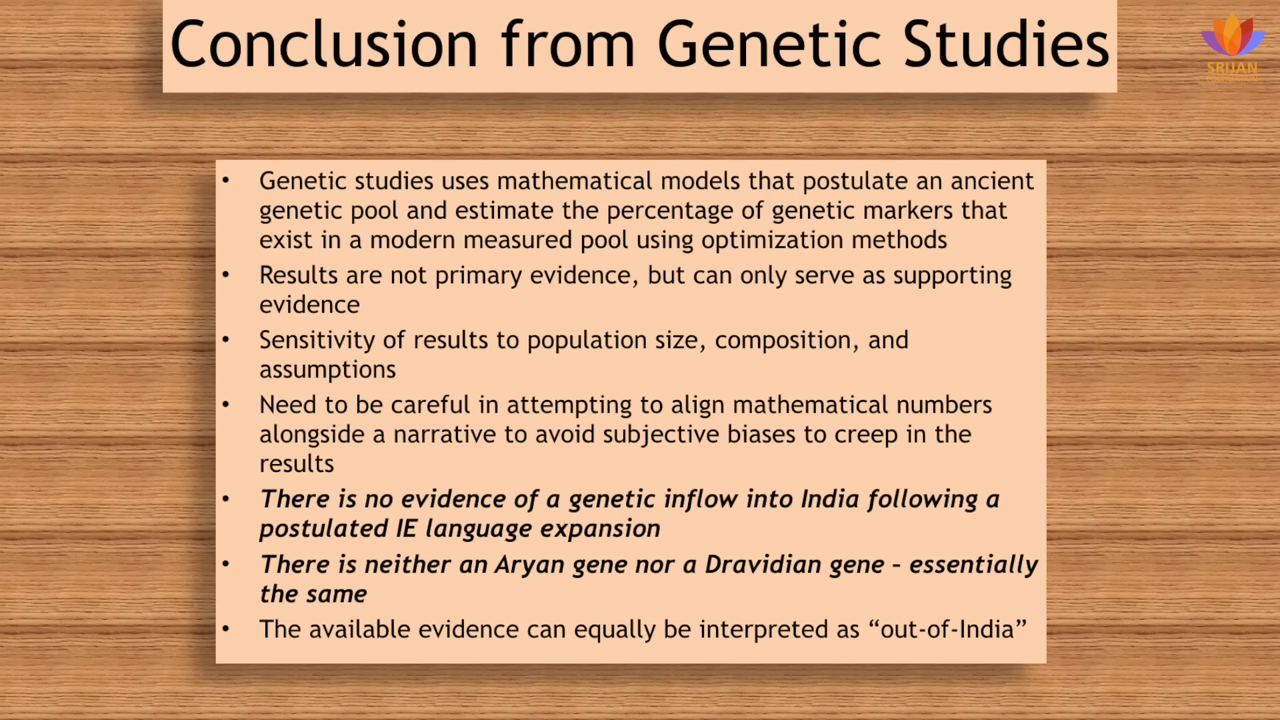 Conclusion from Genetic Studies
SRIJAN
• Genetic studies uses mathematical models that postulate an ancient
genetic pool and estimate the percentage of genetic markers that
exist in a modern measured pool using optimization methods
• Results are not primary evidence, but can only serve as supporting
evidence
• Sensitivity of results to population size, composition, and
assumptions
• Need to be careful in attempting to align mathematical numbers
alongside a narrative to avoid subjective biases to creep in the
results
• There is no evidence of a genetic inflow into India following a
postulated IE language expansion
• There is neither an Aryan gene nor a Dravidian gene – essentially
the same
• The available evidence can equally be interpreted as “out-of-India”